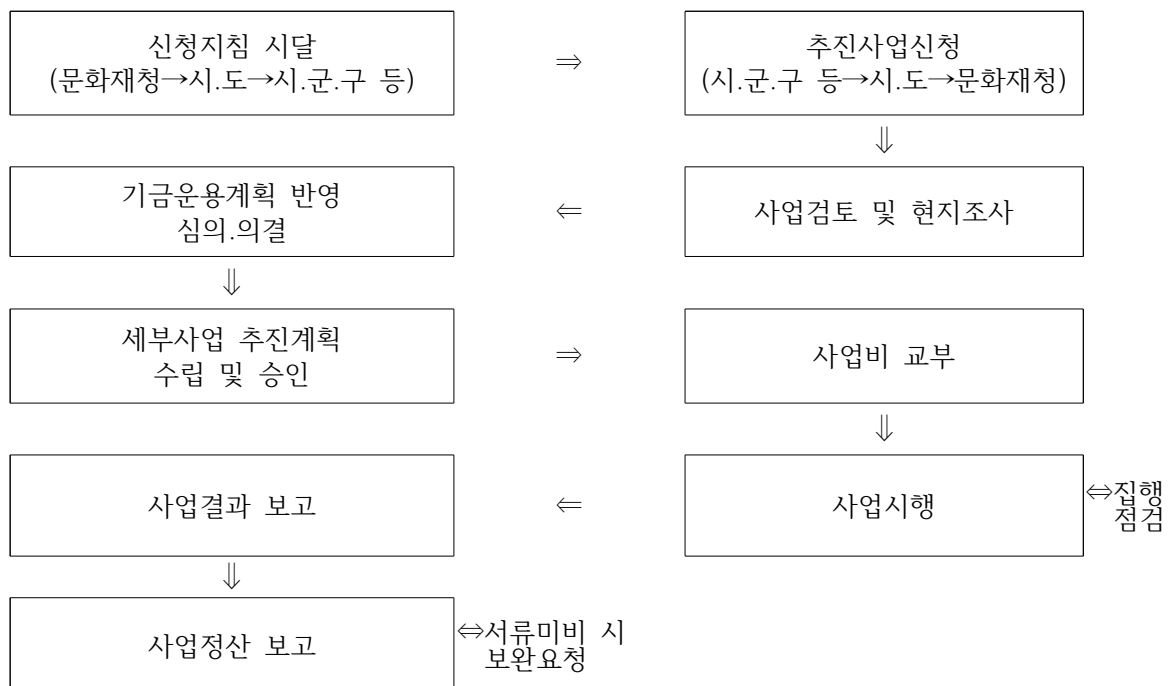 신청지침 시달
(문화재청→시.도→시.군.구 등)
⇒
추진사업신청
(시.군.구 등→시.도→문화재청)
⇓
기금운용계획 반영
심의.의결
⇐
사업검토 및 현지조사
⇓
세부사업 추진계획
수립 및 승인
⇒
사업비 교부
⇓
사업결과 보고
⇐
사업시행
⇔집행
점검
⇓
사업정산 보고
⇔서류미비 시
보완요청